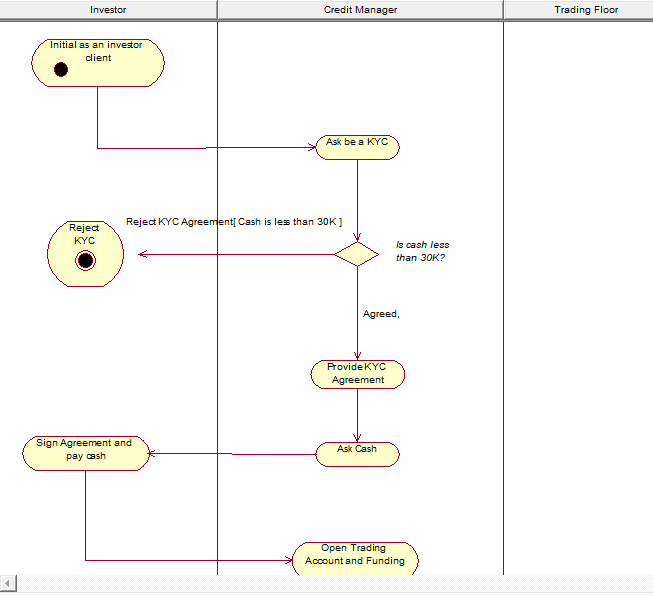 Investor
Credit Manager
Trading Floor
Initial as an investor
client
Ask be a KYC
Reject KYC Agreement[ Cash is less than 30K ]
Reject
KYC
Is cash less
than 30K?
Agreed,
Provide KYC
Agreement
Sign Agreement and
pay cash
Ask Cash
Open Trading
Account and Funding